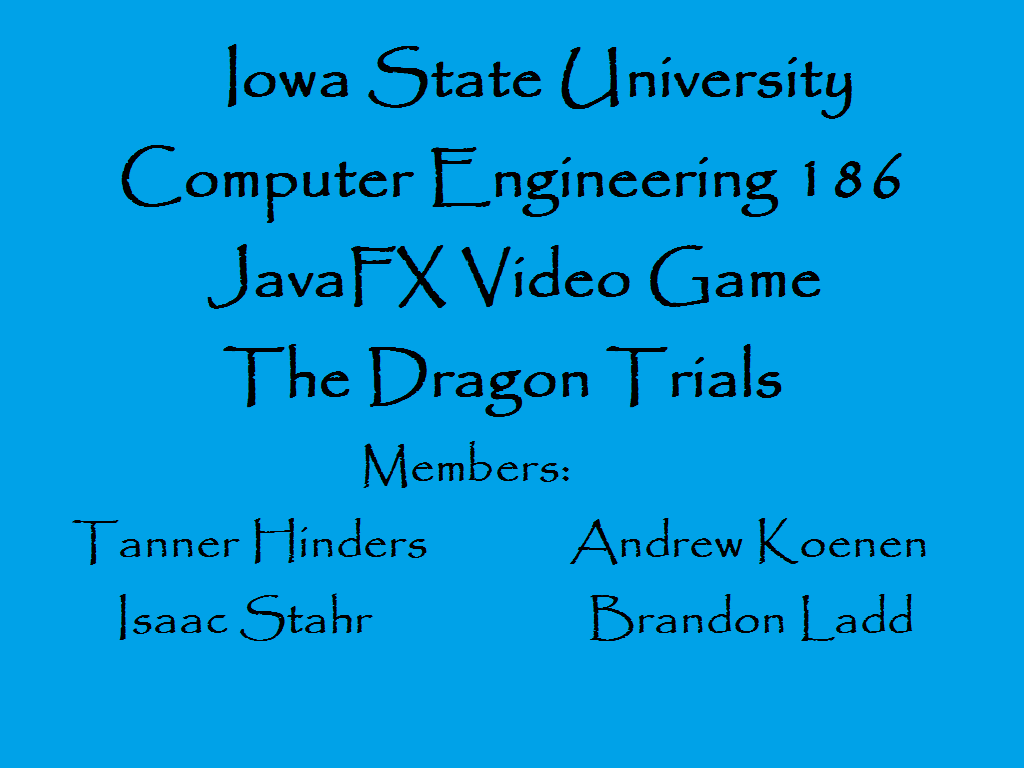 Iowa State University
Computer Engineering 186
JavaFX Video Game
The Dragon Trials
Members:
Tanner Hinders Andrew Koenen
Isaac Stahr Brandon Ladd